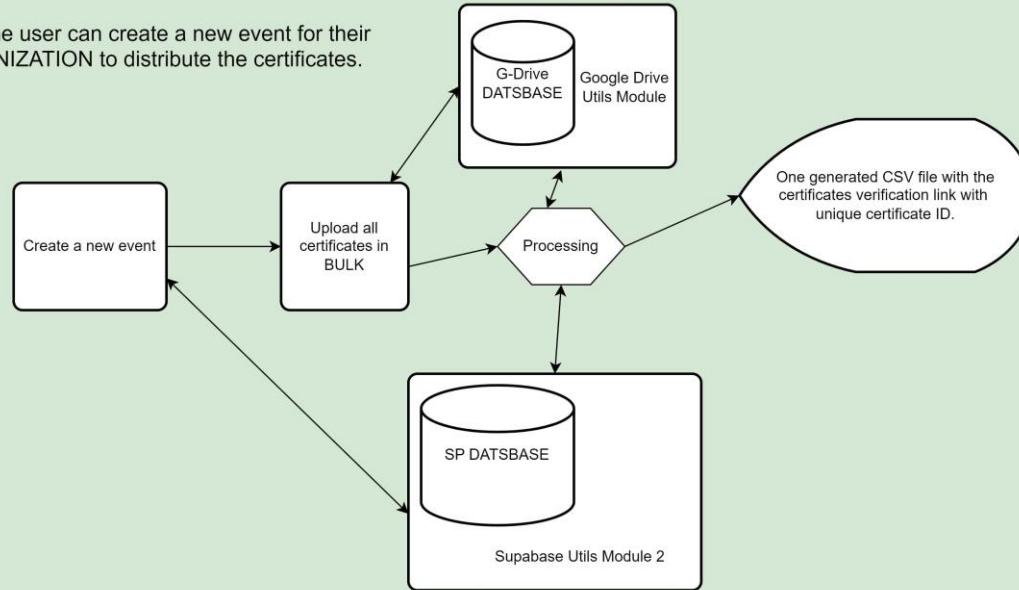 ne user can create a new event for their
NIZATION to distribute the certificates.
G-Drive
DATSBASE
Google Drive
Utils Module
Create a new event
Upload all
certificates in
BULK
Processing
One generated CSV file with the
certificates verification link with
unique certificate ID.
SP DATSBASE
Supabase Utils Module 2